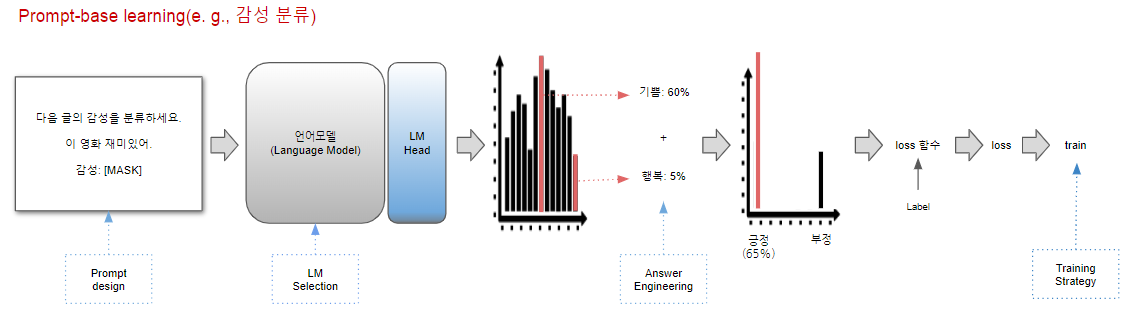 Prompt-base learning(e. g., 감성 분류)
다음 글의 감성을 분류하세요.
이 영화 재미있어.
감성: [MASK]
언어모델
(Language Model)
LM
Head
기쁨: 60%
+
행복: 5%
긍정
(65%)
부정
loss 함수
Label
loss
train
Prompt
design
LM
Selection
Answer
Engineering
Training
Strategy